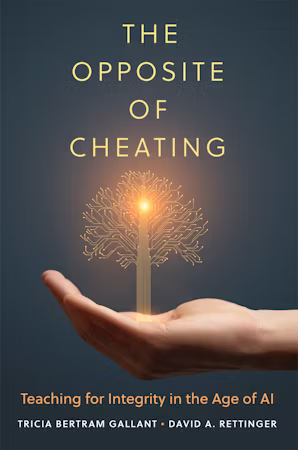 THE
OPPOSITE
OF
CHEATING
Teaching for Integrity in the Age of AI
TRICIA BERTRAM GALLANT • DAVID A. RETTINGER